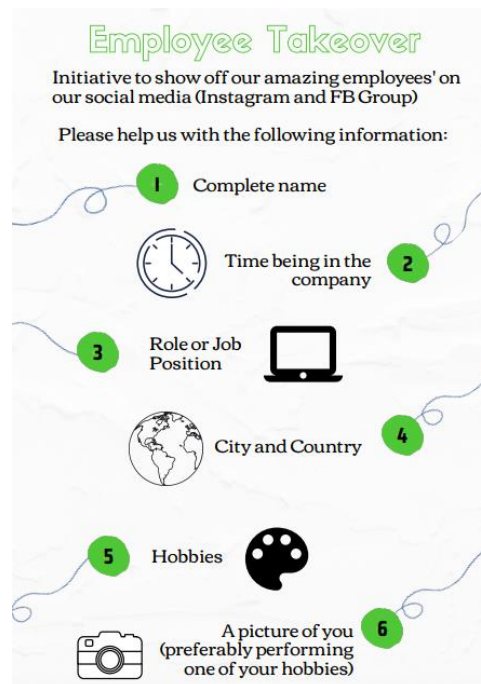 Employee Takeover
Initiative to show off our amazing employees' on
our social media (Instagram and FB Group)
Please help us with the following information:
1
Complete name
Time being in the
company
2
3
Role or Job
Position
City and Country
4
5
Hobbies
A picture of you
(preferably performing
one of your hobbies)
6